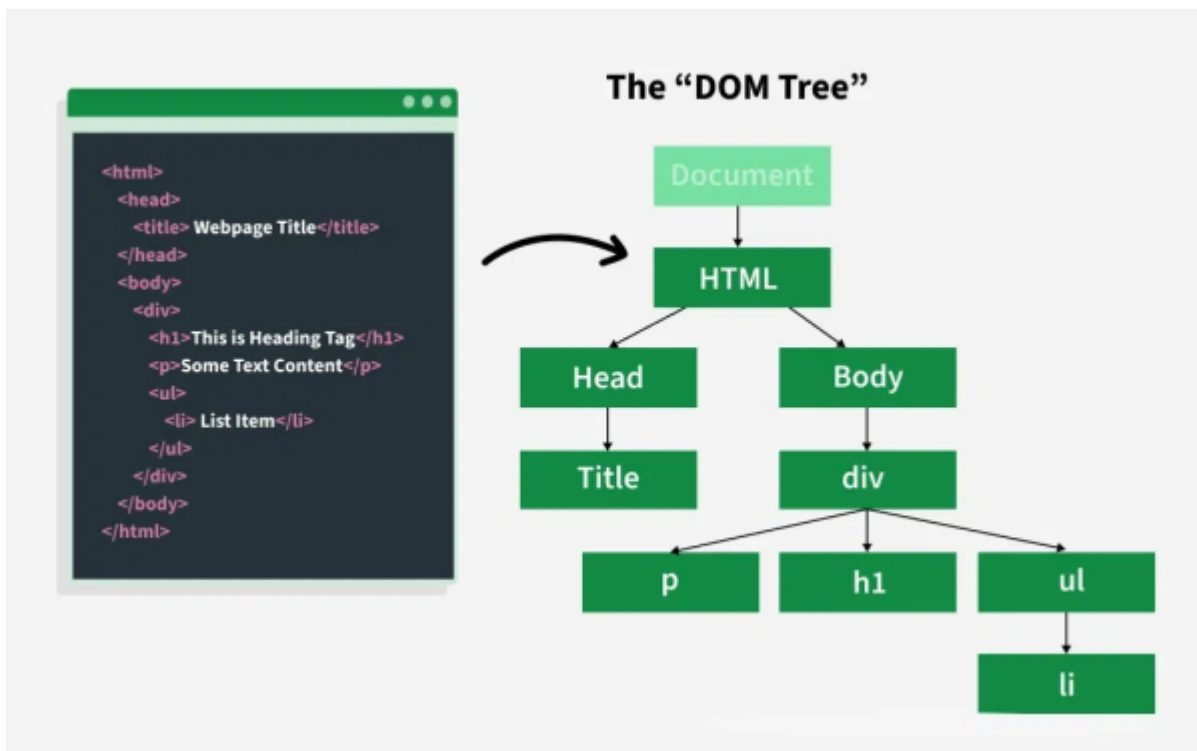 The “DOM Tree”
<html>
<head>
<title> Webpage Title</title>
</head>
<body>
<div>
<h1>This is Heading Tag</h1>
<p>Some Text Content</p>
<ul>
<li> List Item</li>
</ul>
</div>
</body>
</html>
Document
HTML
Head
Body
Title
div
p
h1
ul
li